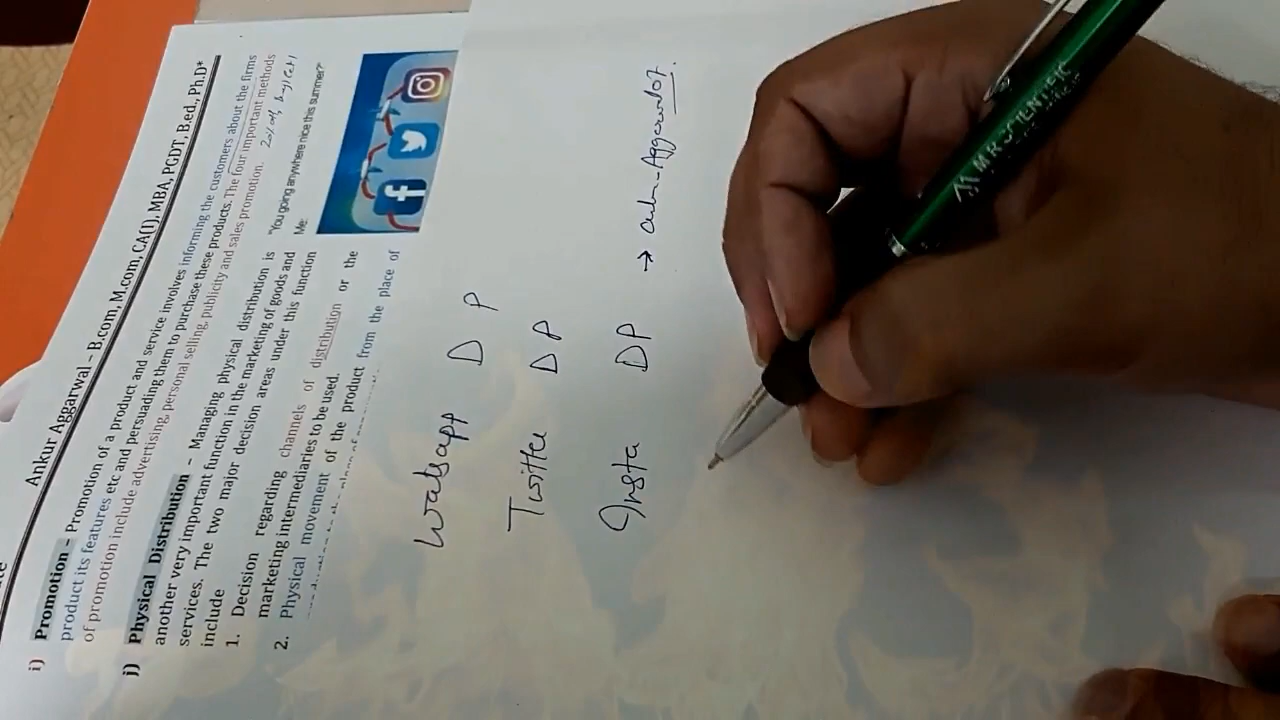 Ankur Aggarwal – B.com, M.com, CA(I), MBA, PGDT, B.ed., Ph.D*
i) Promotion – Promotion of a product and service involves informing the customers about the firms
product its features etc and persuading them to purchase these products. The four important methods
of promotion include advertising, personal selling, publicity and sales promotion.
j) Physical Distribution – Managing physical distribution is
another very important function in the marketing of goods and
services. The two major decision areas under this function
include
1. Decision regarding channels of distribution or the
marketing intermediaries to be used.
2. Physical movement of the product from the place of
"You going anywhere nice this summer?"
Me:
Watsapp D P
Twitter D P
Insta DP
MR SCIENTIFIK